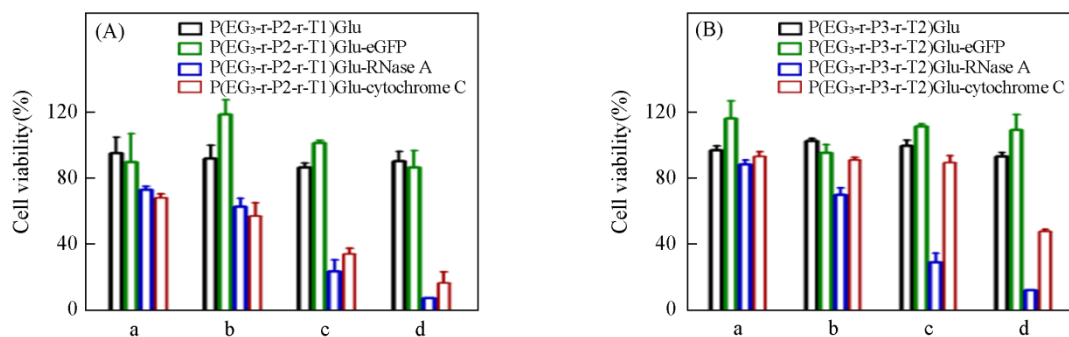 (A)
P(EG₃-r-P2-r-T1)Glu
P(EG₃-r-P2-r-T1)Glu-eGFP
P(EG₃-r-P2-r-T1)Glu-RNase A
P(EG₃-r-P2-r-T1)Glu-cytochrome C
Cell viability(%)
120
80
40
0
a b c d
(B)
P(EG₃-r-P3-r-T2)Glu
P(EG₃-r-P3-r-T2)Glu-eGFP
P(EG₃-r-P3-r-T2)Glu-RNase A
P(EG₃-r-P3-r-T2)Glu-cytochrome C
Cell viability(%)
120
80
40
0
a b c d